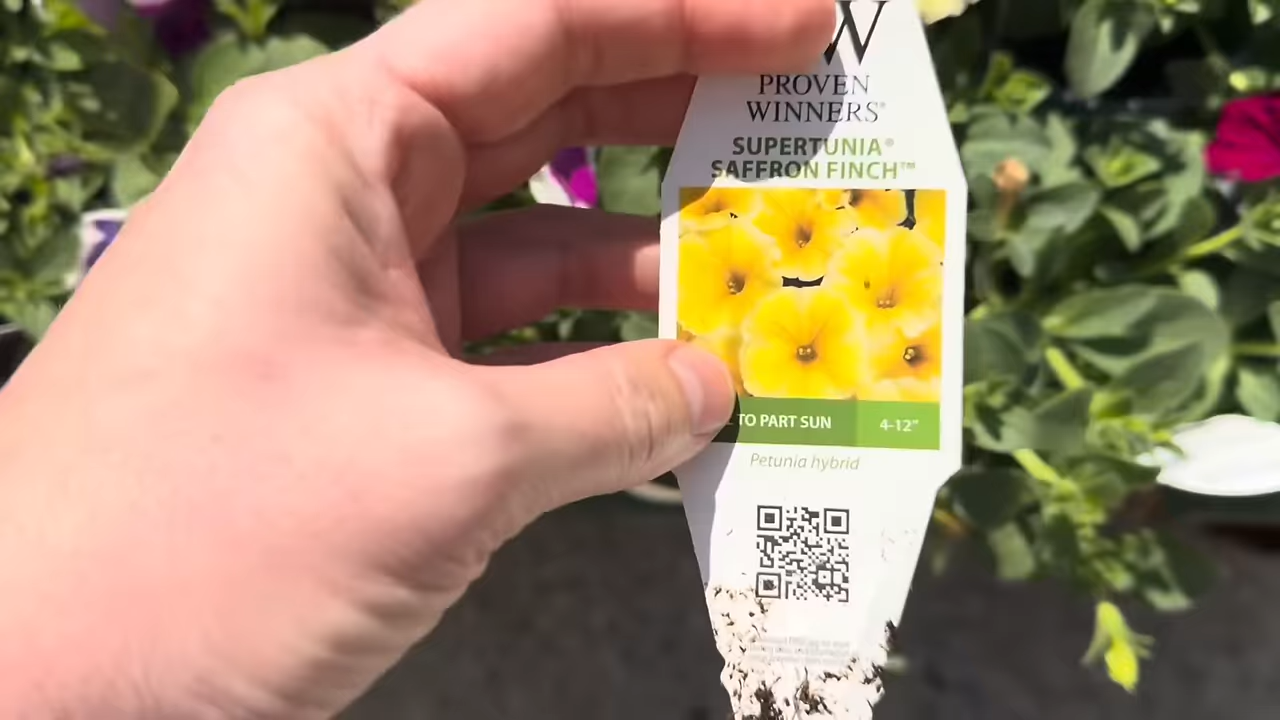 W
PROVEN
WINNERS®
SUPERTUNIA®
SAFFRON FINCH™
TO PART SUN 4-12"
Petunia hybrid